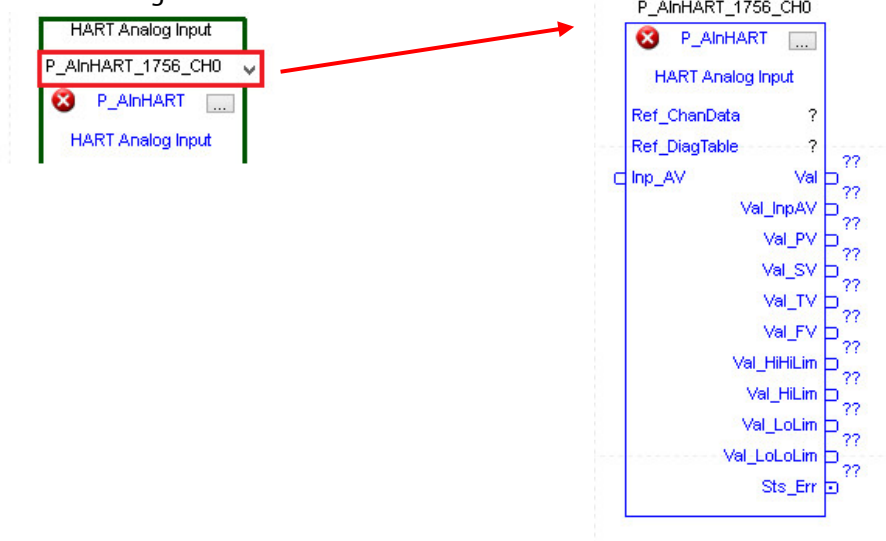 HART Analog Input
P_AInHART_1756_CH0
P_AInHART ...
HART Analog Input
P_AInHART_1756_CH0
P_AInHART ...
HART Analog Input
Ref_ChanData ?
Ref_DiagTable ?
??
Inp_AV Val
??
Val_InpAV
??
Val_PV
??
Val_SV
??
Val_TV
??
Val_FV
??
Val_HiHiLim
??
Val_HiLim
??
Val_LoLim
??
Val_LoLoLim
??
Sts_Err